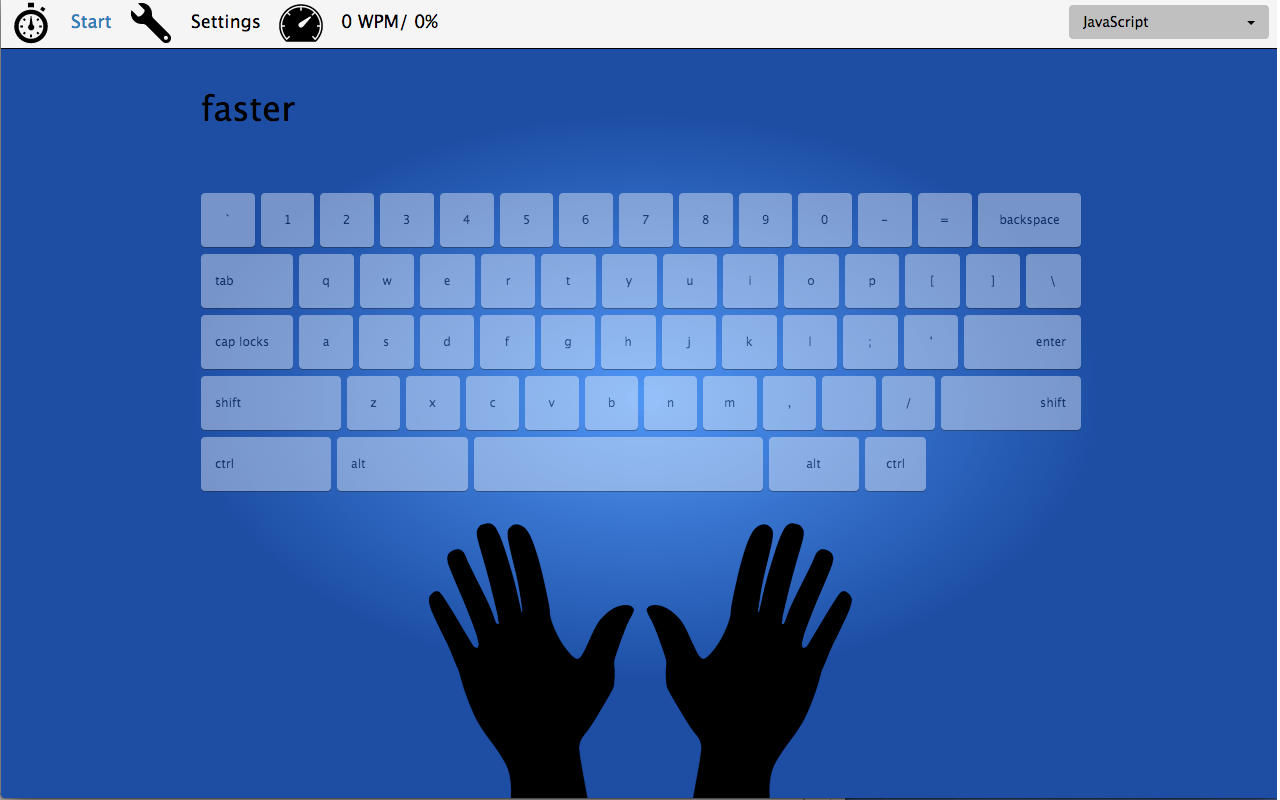 Start Settings 0 WPM/ 0% JavaScript
faster
` 1 2 3 4 5 6 7 8 9 0 - = backspace
tab q w e r t y u i o p [ ] \
cap locks a s d f g h j k l ; ' enter
shift z x c v b n m , / shift
ctrl alt alt ctrl